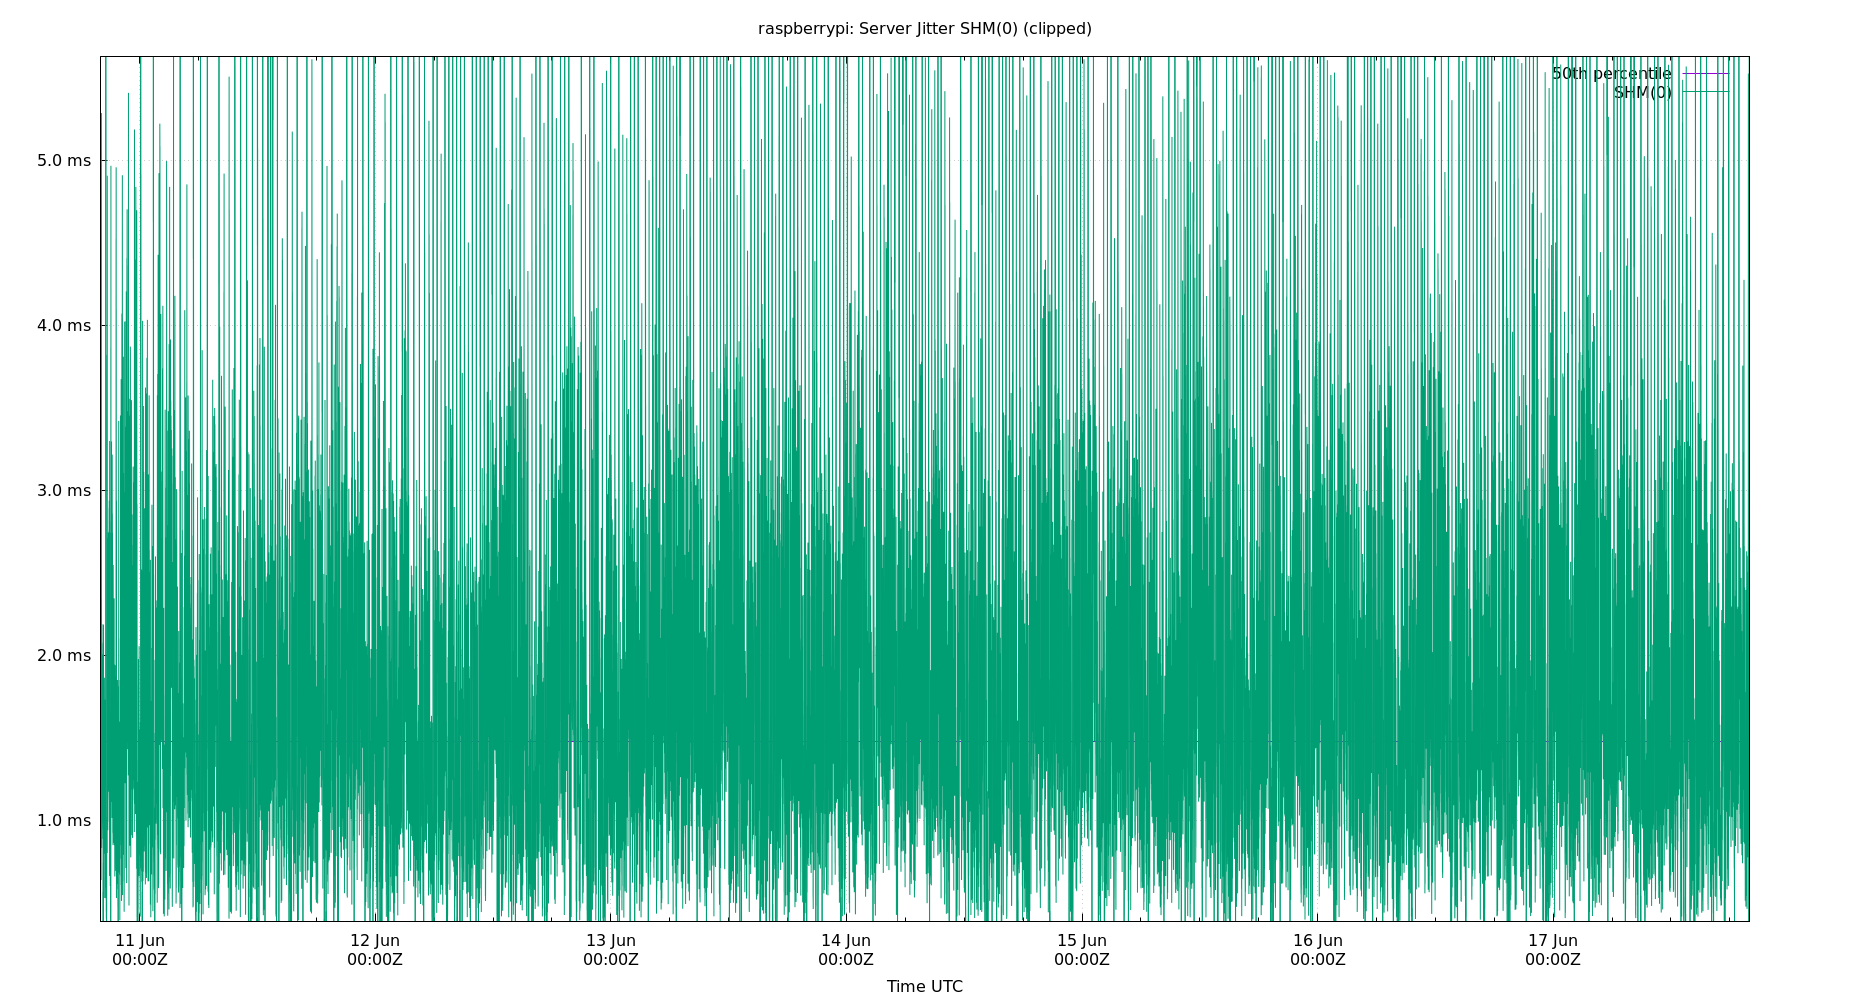 raspberrypi: Server Jitter SHM(0) (clipped)
50th percentile
SHM(0)
5.0 ms
4.0 ms
3.0 ms
2.0 ms
1.0 ms
11 Jun 12 Jun 13 Jun 14 Jun 15 Jun 16 Jun 17 Jun
00:00Z 00:00Z 00:00Z 00:00Z 00:00Z 00:00Z 00:00Z
Time UTC